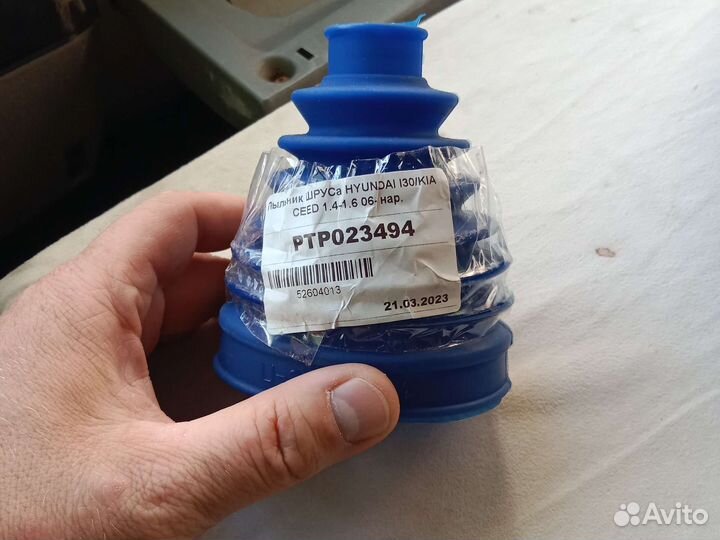 Пыльник ШРУСа HYUNDAI I30/KIA
CEED 1.4-1.6 06- нар.
PTP023494
52604013
21.03.2023
Avito